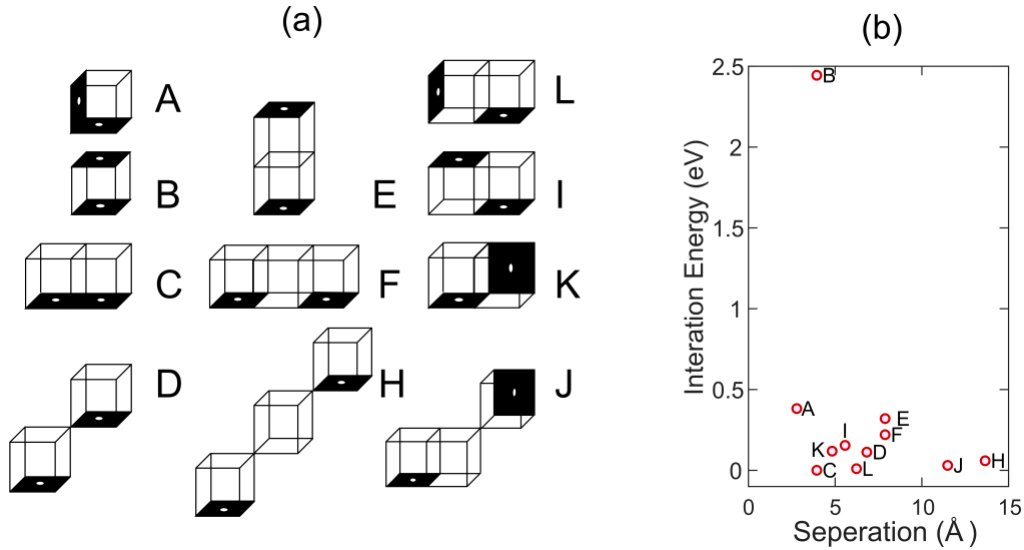 (a)
A
L
B
E
I
C
F
K
D
H
J
(b)
Interation Energy (eV)
2.5
2
1.5
1
0.5
0
B
A
E
I
F
K
D
C
L
J
H
0
5
10
15
Seperation (Å)